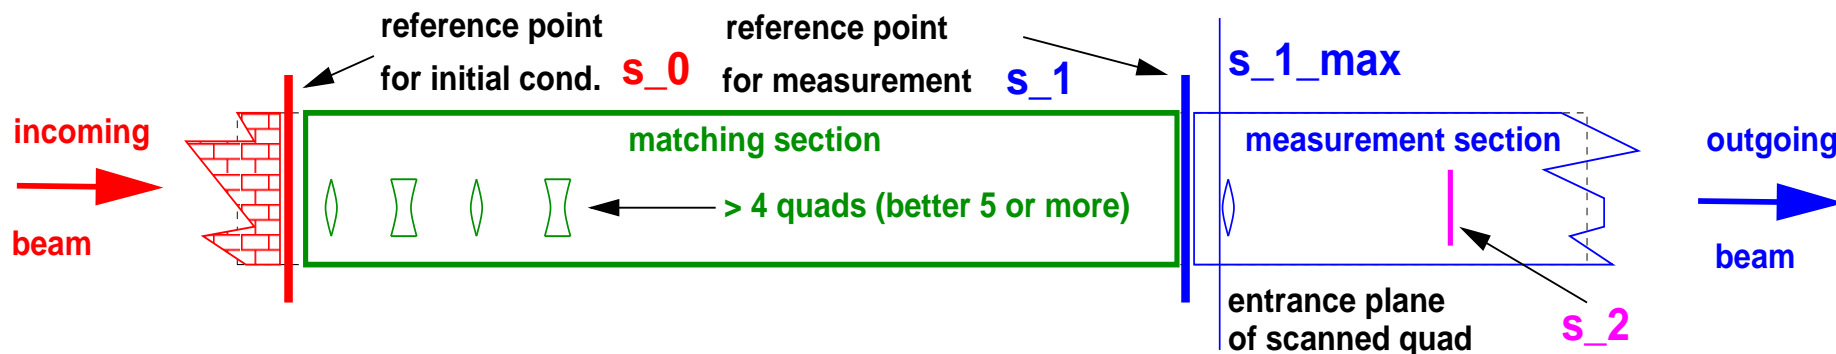 reference point
for initial cond. s_0
reference point
for measurement s_1
s_1_max
incoming
beam
matching section
> 4 quads (better 5 or more)
measurement section
outgoing
beam
entrance plane
of scanned quad
s_2